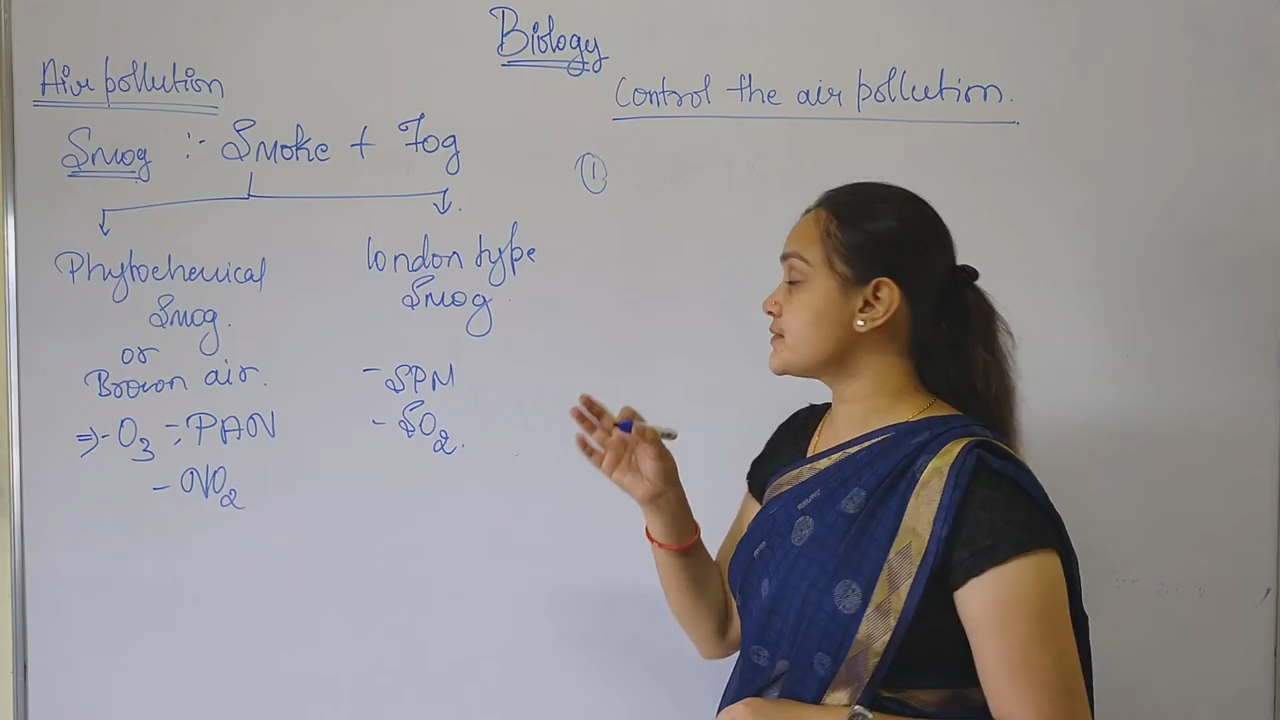 Biology
Air pollution
Smog :- Smoke + Fog
Phytochemical
Smog.
or
Brown air.
⇒ - O3 - PAN
- NO2
london type
Smog
- SPM
- SO2.
Control the air pollution.
①